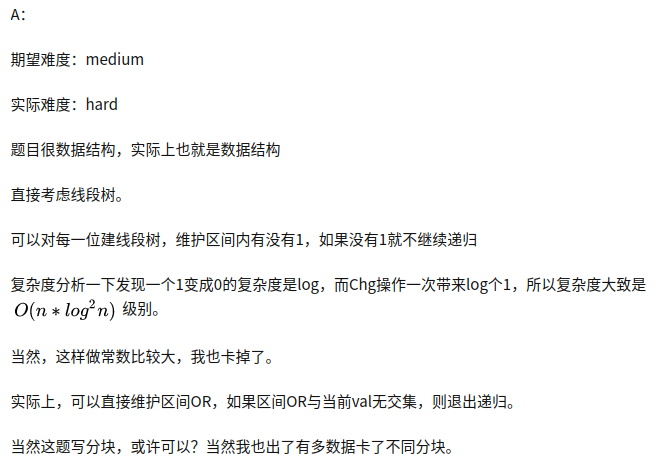 A：
期望难度：medium
实际难度：hard
题目很数据结构，实际上也就是数据结构
直接考虑线段树。
可以对每一位建线段树，维护区间内有没有1，如果没有1就不继续递归
复杂度分析一下发现一个1变成0的复杂度是log，而Chg操作一次带来log个1，所以复杂度大致是
O(n∗log²n) 级别。
当然，这样做常数比较大，我也卡掉了。
实际上，可以直接维护区间OR，如果区间OR与当前val无交集，则退出递归。
当然这题写分块，或许可以？当然我也出了有多数据卡了不同分块。